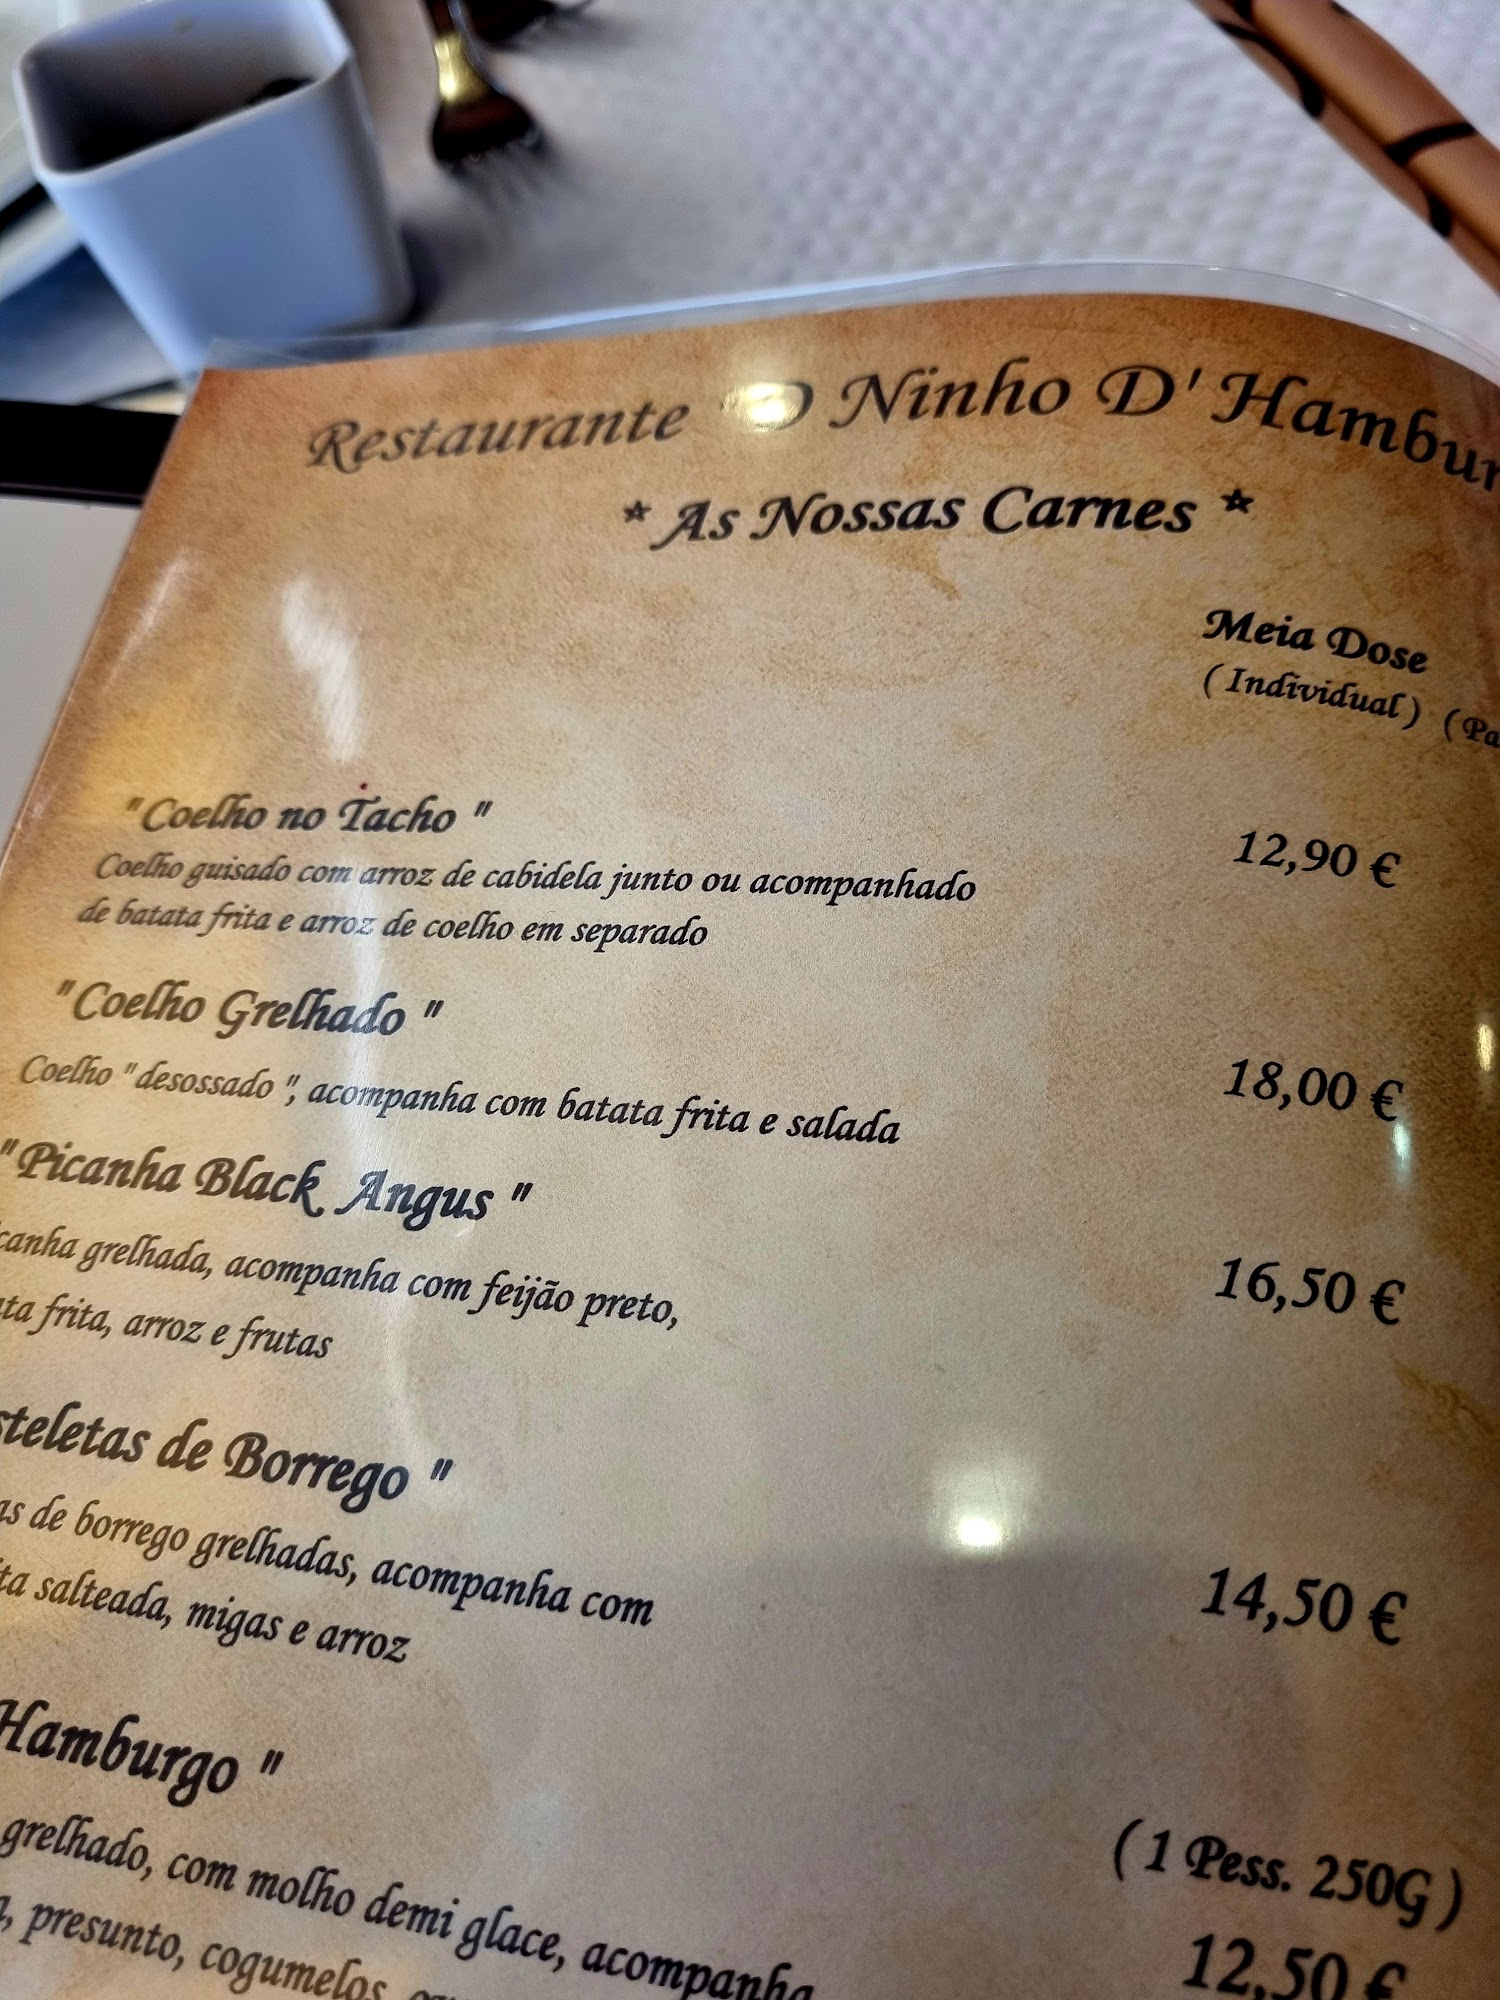 Restaurante "O Ninho D' Hambur
* As Nossas Carnes *
Meia Dose
( Individual ) ( Pa
"Coelho no Tacho "
Coelho guisado com arroz de cabidela junto ou acompanhado
de batata frita e arroz de coelho em separado
12,90 €
"Coelho Grelhado "
Coelho "desossado ", acompanha com batata frita e salada
18,00 €
"Picanha Black Angus "
canha grelhada, acompanha com feijão preto,
ta frita, arroz e frutas
16,50 €
steletas de Borrego "
as de borrego grelhadas, acompanha com
ta salteada, migas e arroz
14,50 €
Hamburgo "
grelhado, com molho demi glace, acompanha
presunto, cogumelos,
( 1 Pess. 250G )
12,50 €